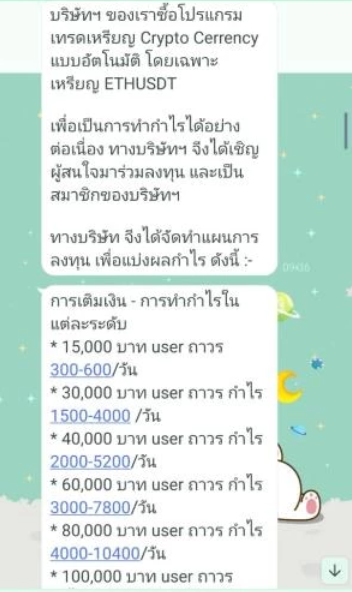 บริษัทฯ ของเราซื้อโปรแกรม
เทรดเหรียญ Crypto Cerrency
แบบอัตโนมัติ โดยเฉพาะ
เหรียญ ETHUSDT
เพื่อเป็นการทำกำไรได้อย่าง
ต่อเนื่อง ทางบริษัทฯ จึงได้เชิญ
ผู้สนใจมาร่วมลงทุน และเป็น
สมาชิกของบริษัทฯ
ทางบริษัท จึงได้จัดทำแผนการ
ลงทุน เพื่อแบ่งผลกำไร ดังนี้ :-
การเติมเงิน - การทำกำไรใน
แต่ละระดับ
* 15,000 บาท user ถาวร
300-600/วัน
* 30,000 บาท user ถาวร กำไร
1500-4000 /วัน
* 40,000 บาท user ถาวร กำไร
2000-5200/วัน
* 60,000 บาท user ถาวร กำไร
3000-7800/วัน
* 80,000 บาท user ถาวร กำไร
4000-10400/วัน
* 100,000 บาท user ถาวร